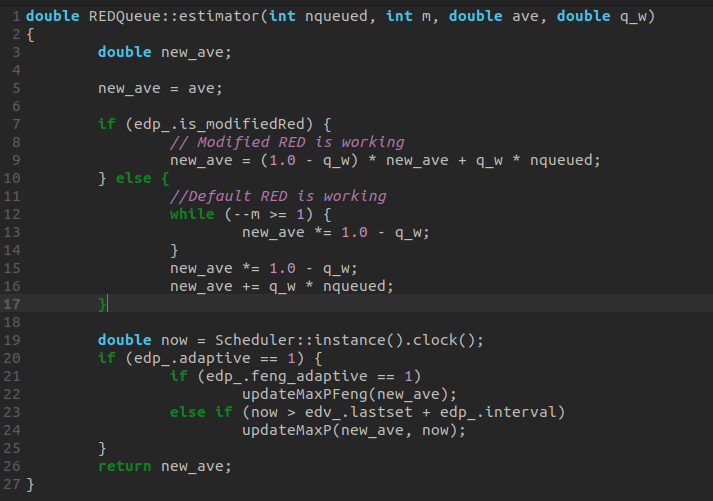 1 double REDQueue::estimator(int nqueued, int m, double ave, double q_w)
2 {
3 double new_ave;
4
5 new_ave = ave;
6
7 if (edp_.is_modifiedRed) {
8 // Modified RED is working
9 new_ave = (1.0 - q_w) * new_ave + q_w * nqueued;
10 } else {
11 //Default RED is working
12 while (--m >= 1) {
13 new_ave *= 1.0 - q_w;
14 }
15 new_ave *= 1.0 - q_w;
16 new_ave += q_w * nqueued;
17 }
18
19 double now = Scheduler::instance().clock();
20 if (edp_.adaptive == 1) {
21 if (edp_.feng_adaptive == 1)
22 updateMaxPFeng(new_ave);
23 else if (now > edv_.lastset + edp_.interval)
24 updateMaxP(new_ave, now);
25 }
26 return new_ave;
27 }